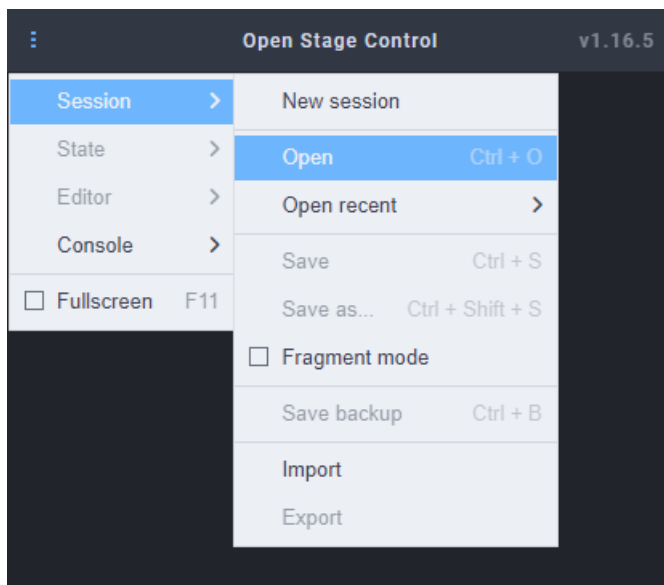 Open Stage Control v1.16.5
Session
State
Editor
Console
Fullscreen F11
New session
Open Ctrl + O
Open recent
Save Ctrl + S
Save as... Ctrl + Shift + S
Fragment mode
Save backup Ctrl + B
Import
Export